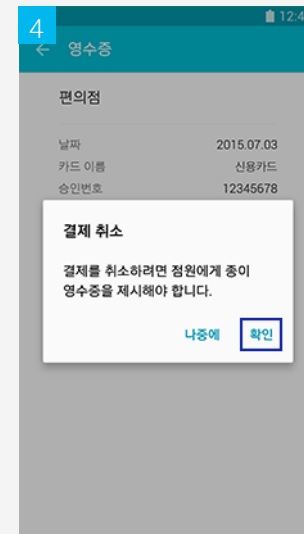 4
12:4
영수증
편의점
날짜 2015.07.03
카드 이름 신용카드
승인번호 12345678
결제 취소
결제를 취소하려면 점원에게 종이
영수증을 제시해야 합니다.
나중에 확인